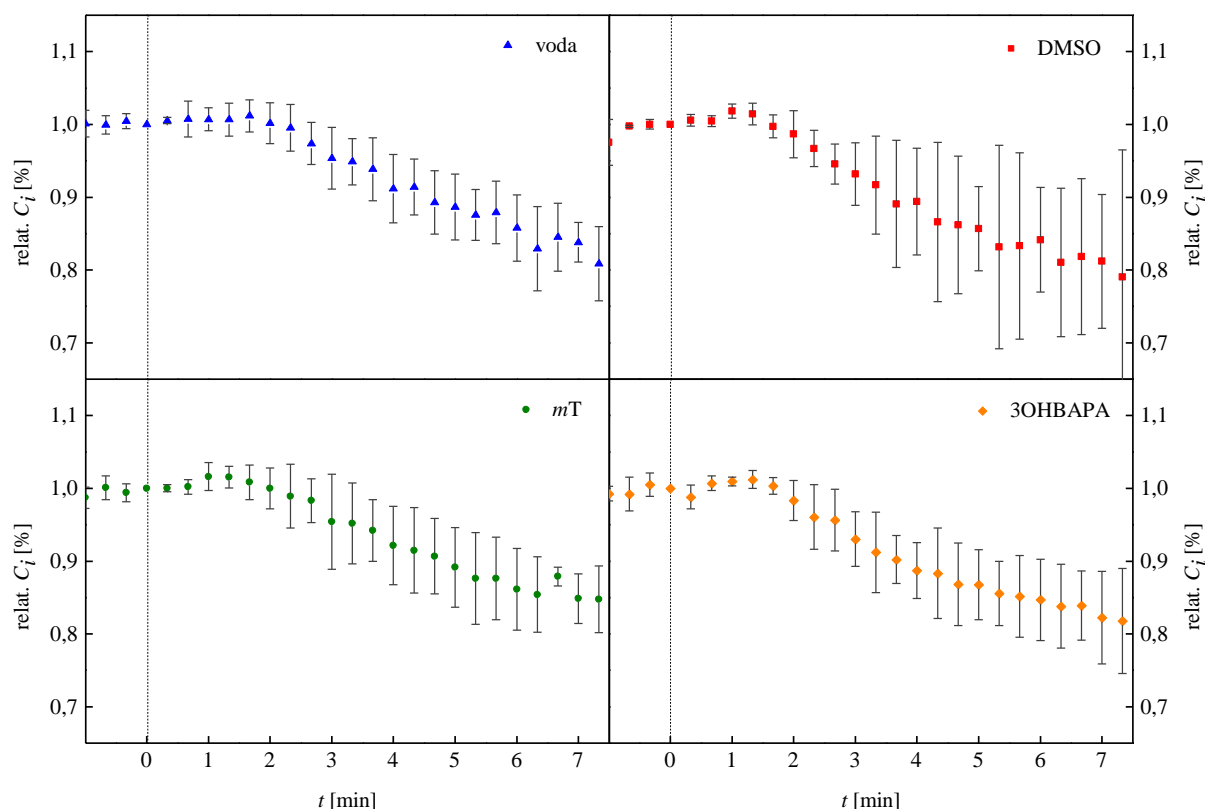 voda
DMSO
1,1
1,0
0,9
0,8
0,7
relat. Ci [%]
1,1
1,0
0,9
0,8
0,7
relat. Ci [%]
mT
3OHBAPA
1,1
1,0
0,9
0,8
0,7
relat. Ci [%]
1,1
1,0
0,9
0,8
0,7
relat. Ci [%]
0 1 2 3 4 5 6 7
0 1 2 3 4 5 6 7
t [min]
t [min]